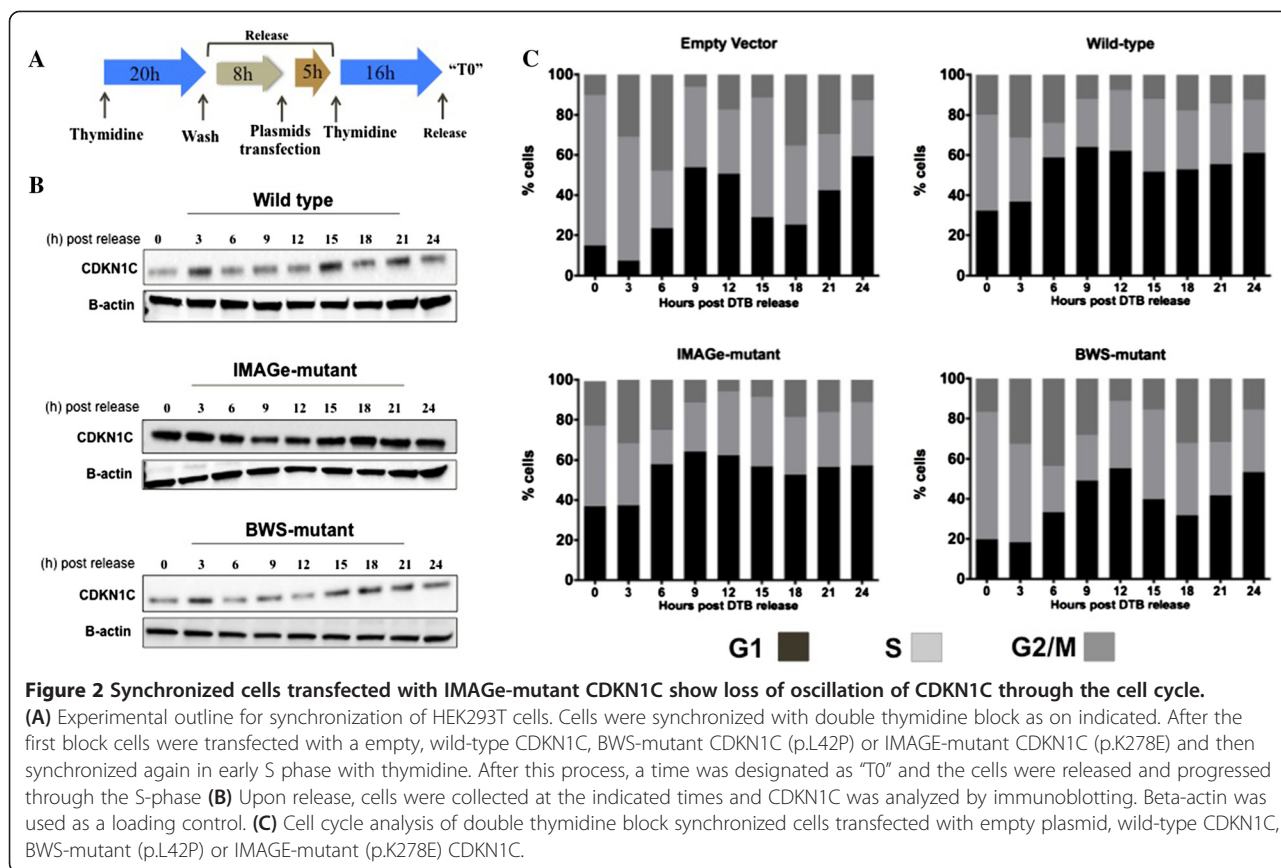 A
Release
20h
8h
5h
16h
“T0”
Thymidine
Wash
Plasmids transfection
Thymidine
Release
B
Wild type
(h) post release 0 3 6 9 12 15 18 21 24
CDKN1C
B-actin
IMAGe-mutant
(h) post release 0 3 6 9 12 15 18 21 24
CDKN1C
B-actin
BWS-mutant
(h) post release 0 3 6 9 12 15 18 21 24
CDKN1C
B-actin
C
Empty Vector
% cells
100
80
60
40
20
0
0 3 6 9 12 15 18 21 24
Hours post DTB release
Wild-type
% cells
100
80
60
40
20
0
0 3 6 9 12 15 18 21 24
Hours post DTB release
IMAGe-mutant
% cells
100
80
60
40
20
0
0 3 6 9 12 15 18 21 24
Hours post DTB release
BWS-mutant
% cells
100
80
60
40
20
0
0 3 6 9 12 15 18 21 24
Hours post DTB release
G1 S G2/M
Figure 2 Synchronized cells transfected with IMAGe-mutant CDKN1C show loss of oscillation of CDKN1C through the cell cycle.
(A) Experimental outline for synchronization of HEK293T cells. Cells were synchronized with double thymidine block as on indicated. After the
first block cells were transfected with a empty, wild-type CDKN1C, BWS-mutant CDKN1C (p.L42P) or IMAGE-mutant CDKN1C (p.K278E) and then
synchronized again in early S phase with thymidine. After this process, a time was designated as “T0” and the cells were released and progressed
through the S-phase (B) Upon release, cells were collected at the indicated times and CDKN1C was analyzed by immunoblotting. Beta-actin was
used as a loading control. (C) Cell cycle analysis of double thymidine block synchronized cells transfected with empty plasmid, wild-type CDKN1C,
BWS-mutant (p.L42P) or IMAGE-mutant (p.K278E) CDKN1C.